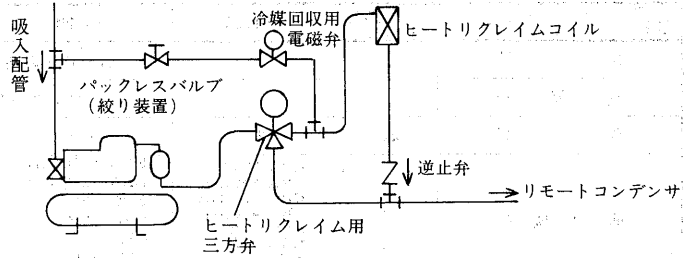 吸入配管
冷媒回収用
電磁弁
ヒートリクレイムコイル
パックレスバルブ
(絞り装置)
逆止弁
リモートコンデンサ
ヒートリクレイム用
三方弁